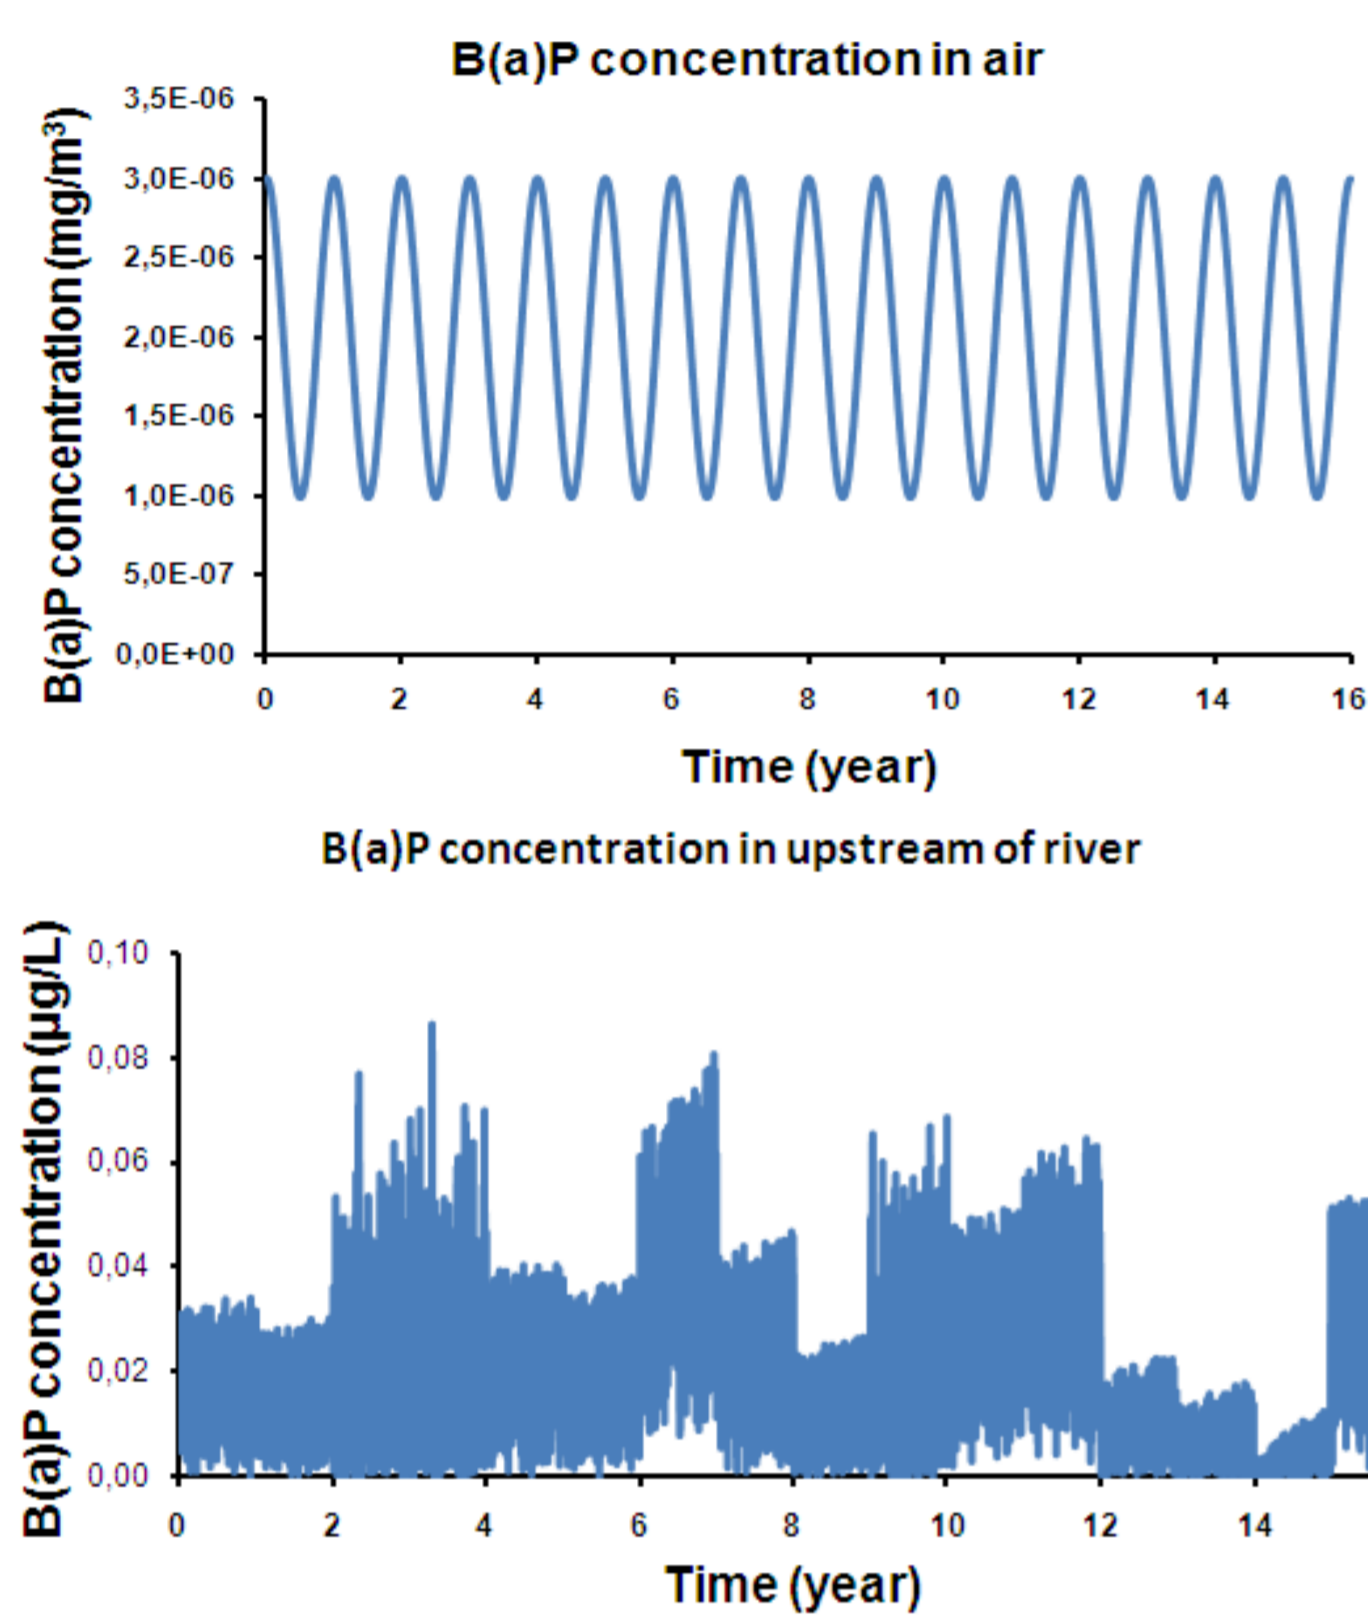 B(a)P concentration in air
B(a)P concentration (mg/m³)
3,5E-06
3,0E-06
2,5E-06
2,0E-06
1,5E-06
1,0E-06
5,0E-07
0,0E+00
0 2 4 6 8 10 12 14 16
Time (year)
B(a)P concentration in upstream of river
B(a)P concentration (µg/L)
0,10
0,08
0,06
0,04
0,02
0,00
0 2 4 6 8 10 12 14
Time (year)